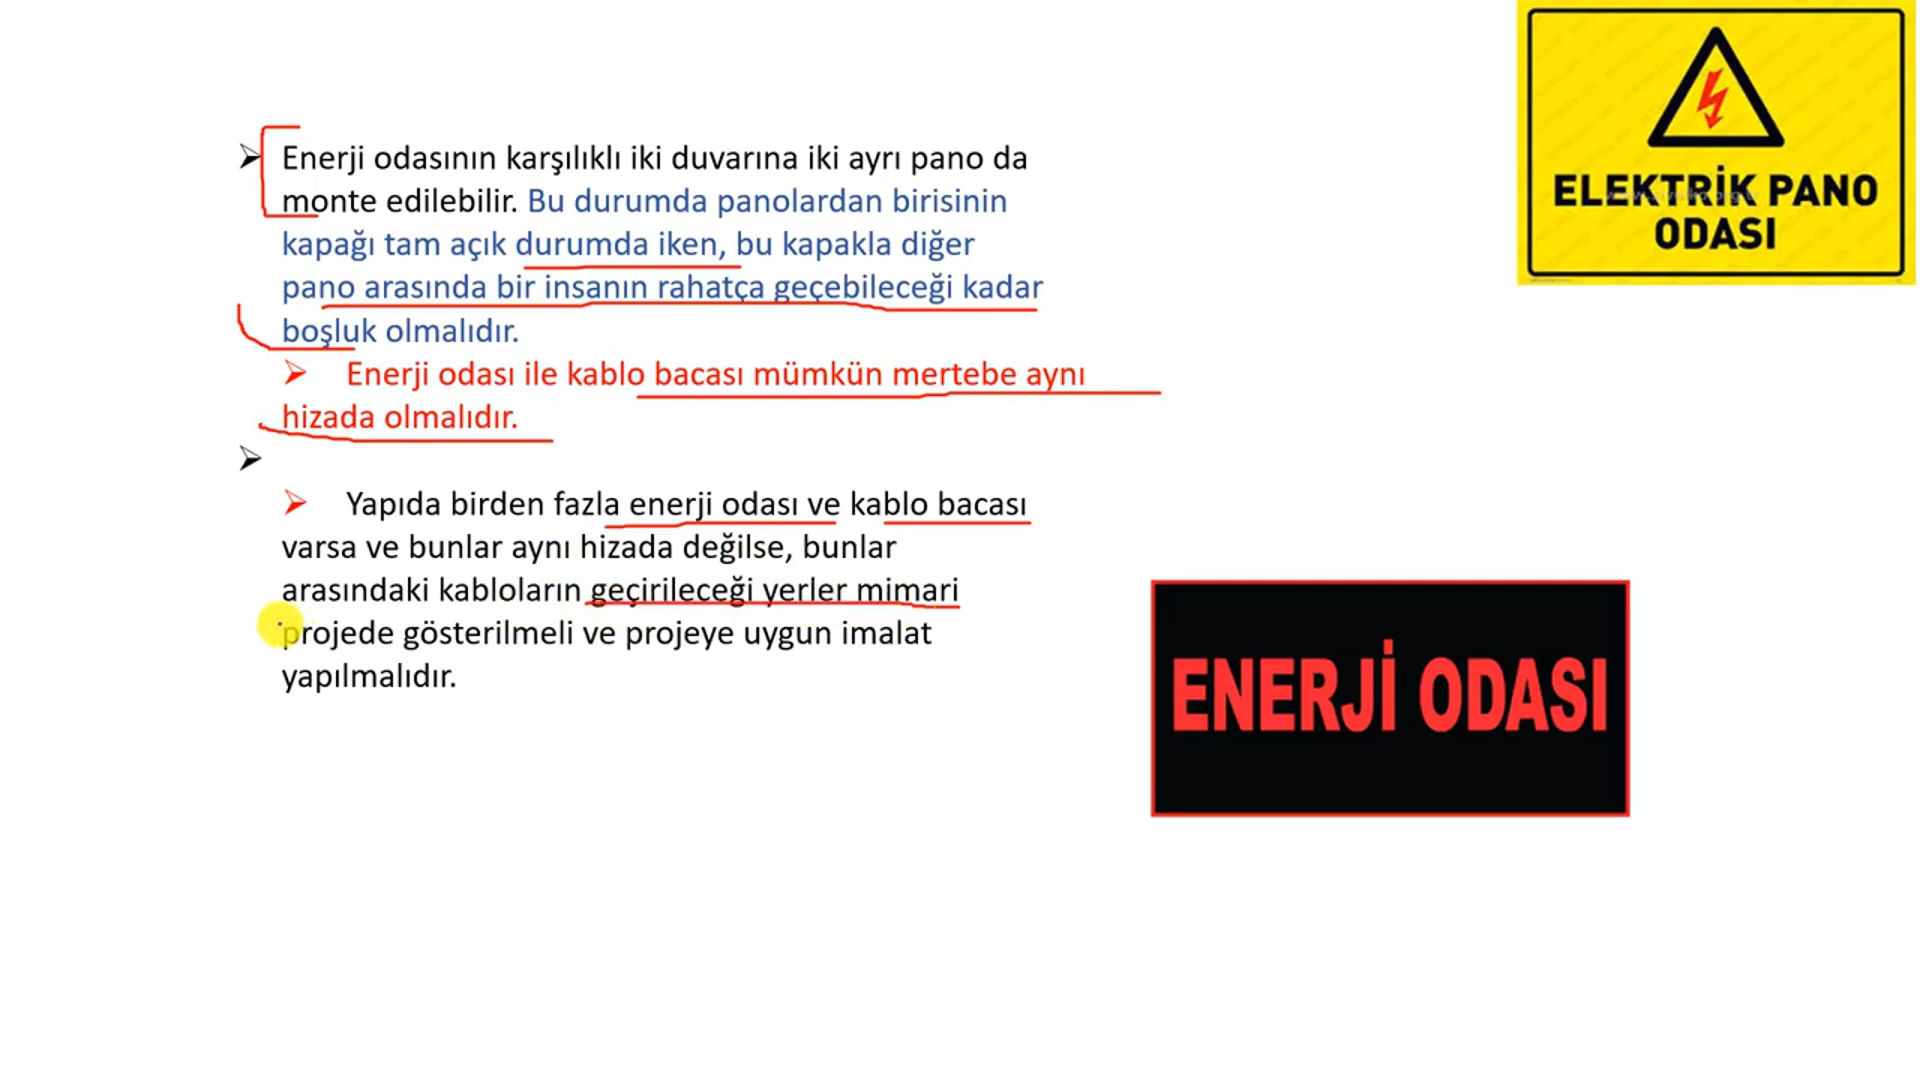 Enerji odasının karşılıklı iki duvarına iki ayrı pano da
monte edilebilir. Bu durumda panolardan birisinin
kapağı tam açık durumda iken, bu kapakla diğer
pano arasında bir insanın rahatça geçebileceği kadar
boşluk olmalıdır.
Enerji odası ile kablo bacası mümkün mertebe aynı
hizada olmalıdır.
Yapıda birden fazla enerji odası ve kablo bacası
varsa ve bunlar aynı hizada değilse, bunlar
arasındaki kabloların geçirileceği yerler mimari
projede gösterilmeli ve projeye uygun imalat
yapılmalıdır.
ELEKTRİK PANO
ODASI
ENERJİ ODASI